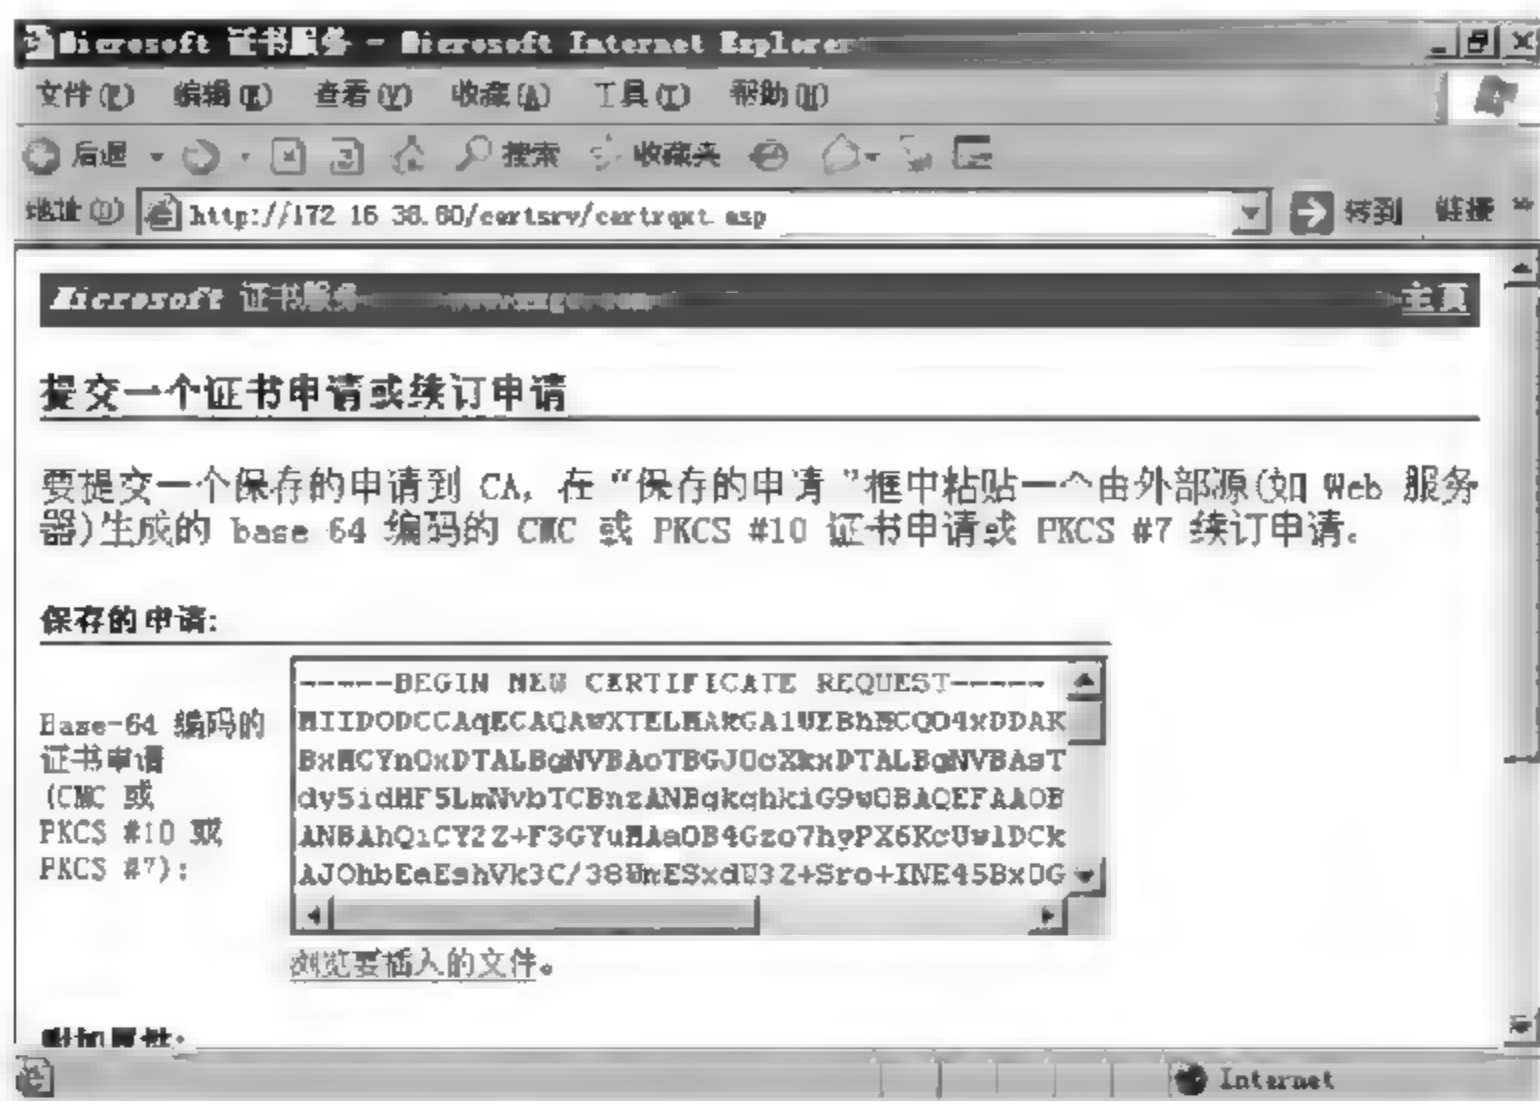 Microsoft 证书服务 - Microsoft Internet Explorer
文件(F) 编辑(E) 查看(V) 收藏(A) 工具(T) 帮助(H)
后退 搜索 收藏夹
地址(D) http://172.16.38.60/certsrv/certrqxt.asp 转到 链接 »
Microsoft 证书服务 主页
提交一个证书申请或续订申请
要提交一个保存的申请到 CA, 在 “保存的申请 ”框中粘贴一个由外部源(如 Web 服务
器)生成的 base 64 编码的 CMC 或 PKCS #10 证书申请或 PKCS #7 续订申请。
保存的申请:
-----BEGIN NEW CERTIFICATE REQUEST-----
Base-64 编码的
证书申请
(CMC 或
PKCS #10 或
PKCS #7):
浏览要插入的文件。
附加属性:
Internet